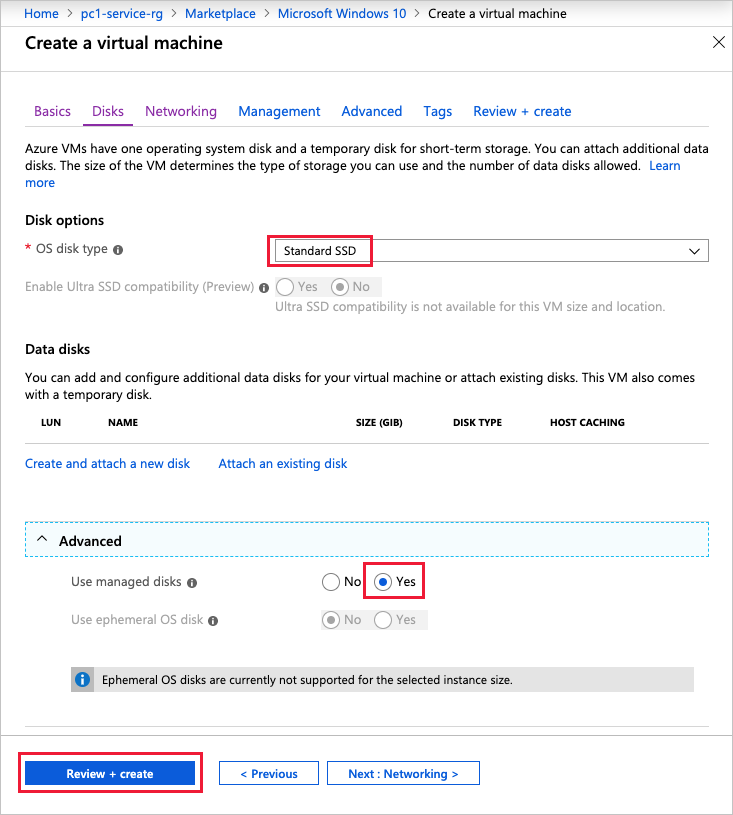 Home > pc1-service-rg > Marketplace > Microsoft Windows 10 > Create a virtual machine
Create a virtual machine
Basics Disks Networking Management Advanced Tags Review + create
Azure VMs have one operating system disk and a temporary disk for short-term storage. You can attach additional data
disks. The size of the VM determines the type of storage you can use and the number of data disks allowed. Learn
more
Disk options
* OS disk type Standard SSD
Enable Ultra SSD compatibility (Preview) Yes No
Ultra SSD compatibility is not available for this VM size and location.
Data disks
You can add and configure additional data disks for your virtual machine or attach existing disks. This VM also comes
with a temporary disk.
LUN NAME SIZE (GIB) DISK TYPE HOST CACHING
Create and attach a new disk Attach an existing disk
Advanced
Use managed disks No Yes
Use ephemeral OS disk No Yes
Ephemeral OS disks are currently not supported for the selected instance size.
Review + create < Previous Next : Networking >